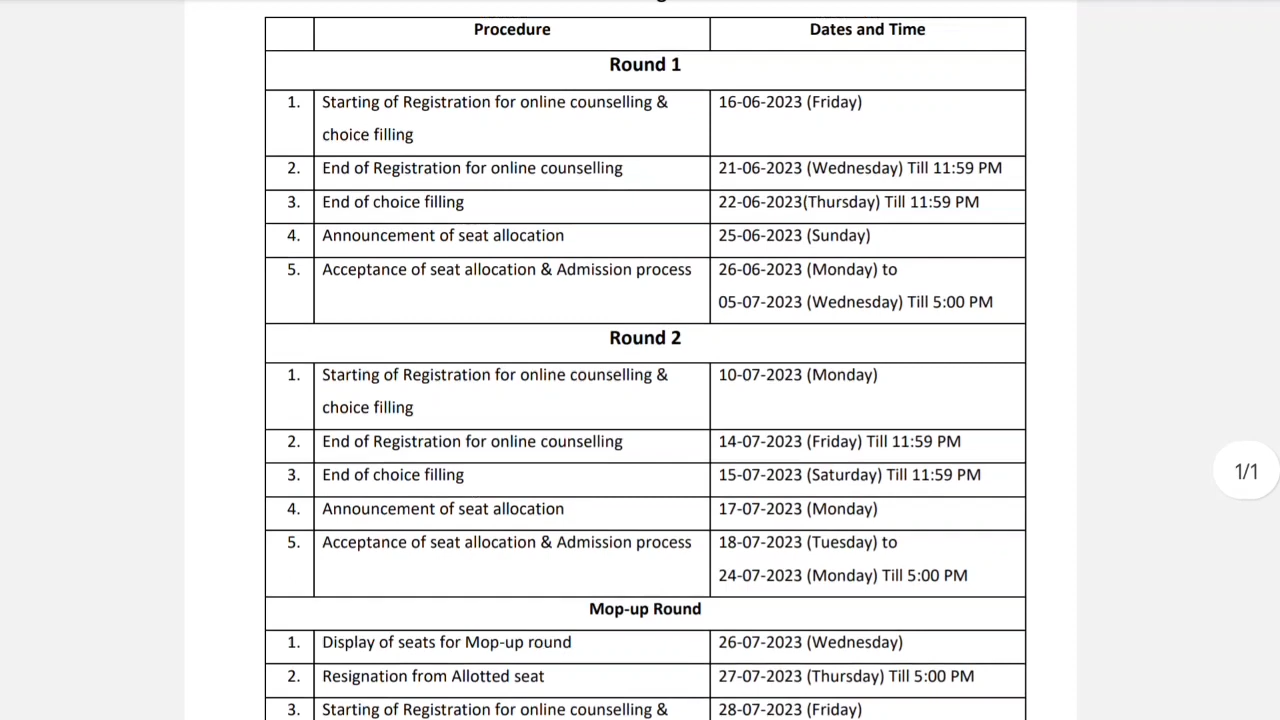 Procedure Dates and Time
Round 1
1. Starting of Registration for online counselling & 16-06-2023 (Friday)
choice filling
2. End of Registration for online counselling 21-06-2023 (Wednesday) Till 11:59 PM
3. End of choice filling 22-06-2023(Thursday) Till 11:59 PM
4. Announcement of seat allocation 25-06-2023 (Sunday)
5. Acceptance of seat allocation & Admission process 26-06-2023 (Monday) to
05-07-2023 (Wednesday) Till 5:00 PM
Round 2
1. Starting of Registration for online counselling & 10-07-2023 (Monday)
choice filling
2. End of Registration for online counselling 14-07-2023 (Friday) Till 11:59 PM
3. End of choice filling 15-07-2023 (Saturday) Till 11:59 PM
4. Announcement of seat allocation 17-07-2023 (Monday)
5. Acceptance of seat allocation & Admission process 18-07-2023 (Tuesday) to
24-07-2023 (Monday) Till 5:00 PM
Mop-up Round
1. Display of seats for Mop-up round 26-07-2023 (Wednesday)
2. Resignation from Allotted seat 27-07-2023 (Thursday) Till 5:00 PM
3. Starting of Registration for online counselling & 28-07-2023 (Friday)
1/1